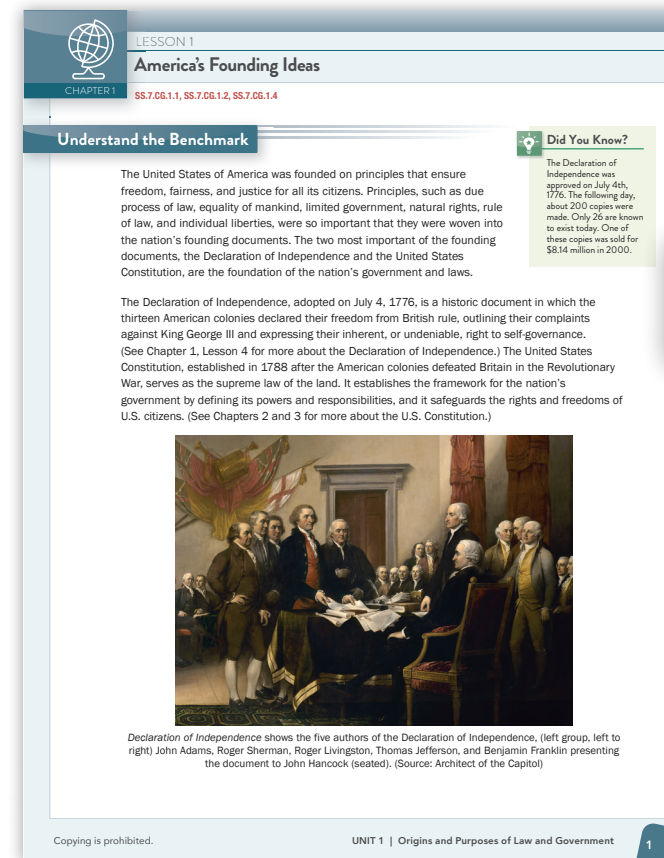 LESSON 1
America's Founding Ideas
CHAPTER 1
SS.7.CG.1.1, SS.7.CG.1.2, SS.7.CG.1.4
Understand the Benchmark
The United States of America was founded on principles that ensure
freedom, fairness, and justice for all its citizens. Principles, such as due
process of law, equality of mankind, limited government, natural rights, rule
of law, and individual liberties, were so important that they were woven into
the nation's founding documents. The two most important of the founding
documents, the Declaration of Independence and the United States
Constitution, are the foundation of the nation's government and laws.
Did You Know?
The Declaration of
Independence was
approved on July 4th,
1776. The following day,
about 200 copies were
made. Only 26 are known
to exist today. One of
these copies was sold for
$8.14 million in 2000.
The Declaration of Independence, adopted on July 4, 1776, is a historic document in which the
thirteen American colonies declared their freedom from British rule, outlining their complaints
against King George III and expressing their inherent, or undeniable, right to self-governance.
(See Chapter 1, Lesson 4 for more about the Declaration of Independence.) The United States
Constitution, established in 1788 after the American colonies defeated Britain in the Revolutionary
War, serves as the supreme law of the land. It establishes the framework for the nation's
government by defining its powers and responsibilities, and it safeguards the rights and freedoms of
U.S. citizens. (See Chapters 2 and 3 for more about the U.S. Constitution.)
Declaration of Independence shows the five authors of the Declaration of Independence, (left group, left to
right) John Adams, Roger Sherman, Roger Livingston, Thomas Jefferson, and Benjamin Franklin presenting
the document to John Hancock (seated). (Source: Architect of the Capitol)
Copying is prohibited.
UNIT 1 | Origins and Purposes of Law and Government
1